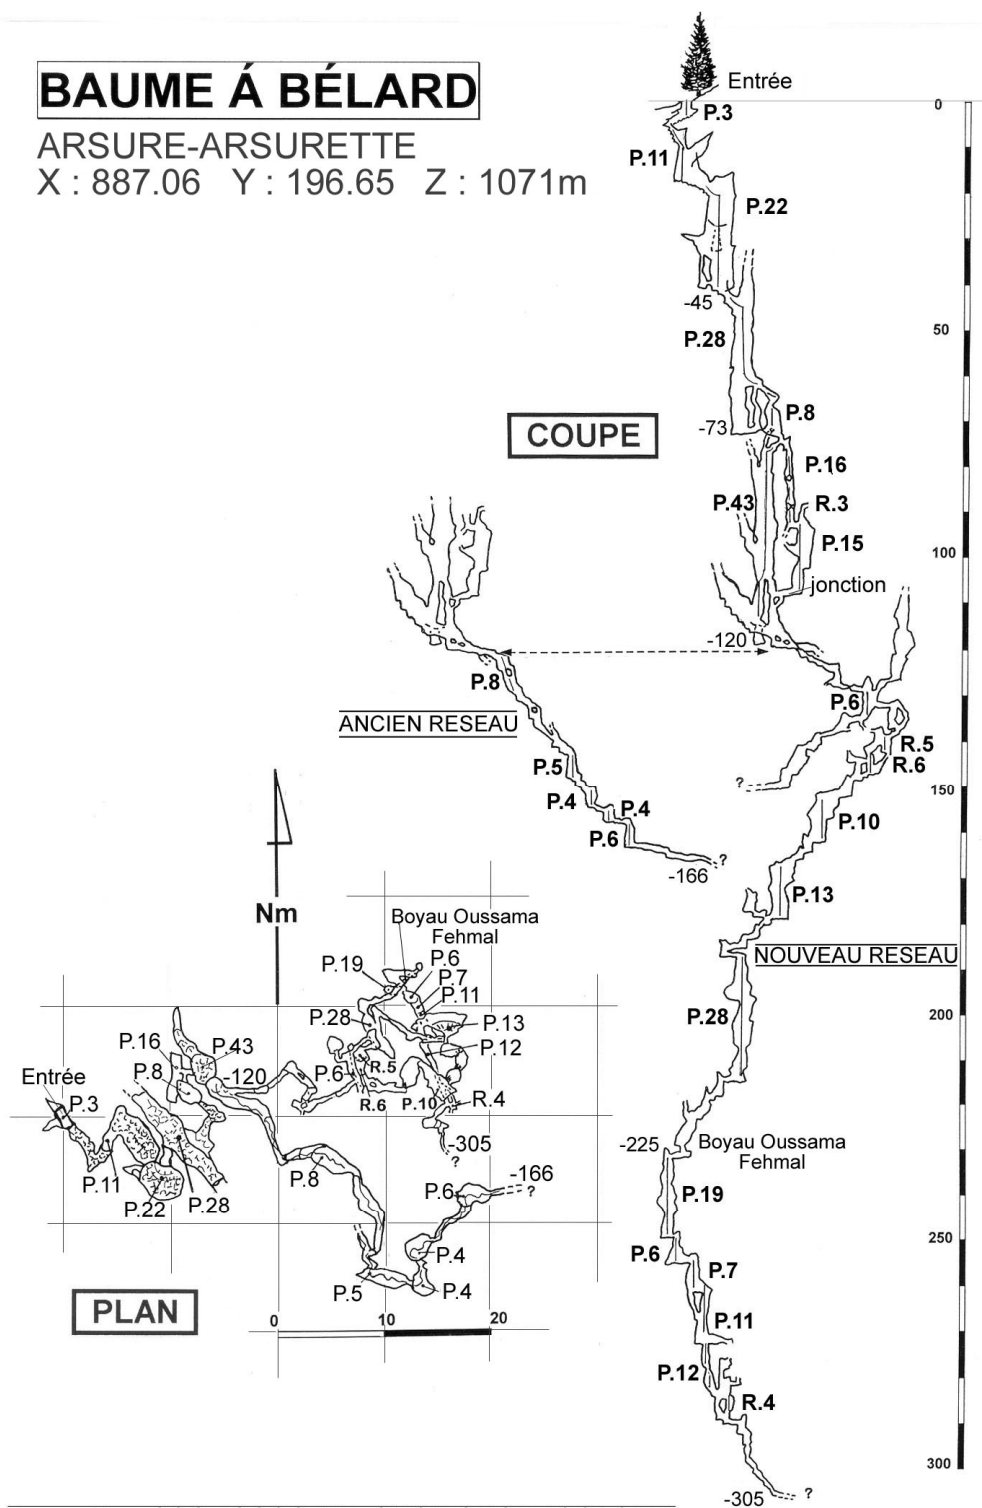 BAUME Á BÉLARD
ARSURE-ARSURETTE
X : 887.06 Y : 196.65 Z : 1071m
Entrée
0
P.3
P.11
P.22
-45
50
P.28
P.8
-73
COUPE
P.16
P.43
R.3
P.15
100
jonction
-120
P.8
P.6
ANCIEN RESEAU
R.5
R.6
P.5
?
150
P.4
P.4
P.6
P.10
?
-166
P.13
NOUVEAU RESEAU
P.28
200
-225
Boyau Oussama
Fehmal
P.19
P.6
250
P.7
P.11
P.12
R.4
300
-305
?
Nm
Boyau Oussama
Fehmal
P.19
P.6
P.7
P.11
P.28
P.13
P.16
P.43
P.12
P.8
-120
P.6
R.5
Entrée
P.3
R.6
P.10
R.4
-305
?
P.11
P.8
-166
P.6
?
P.22
P.28
P.4
P.5
P.4
PLAN
0
10
20